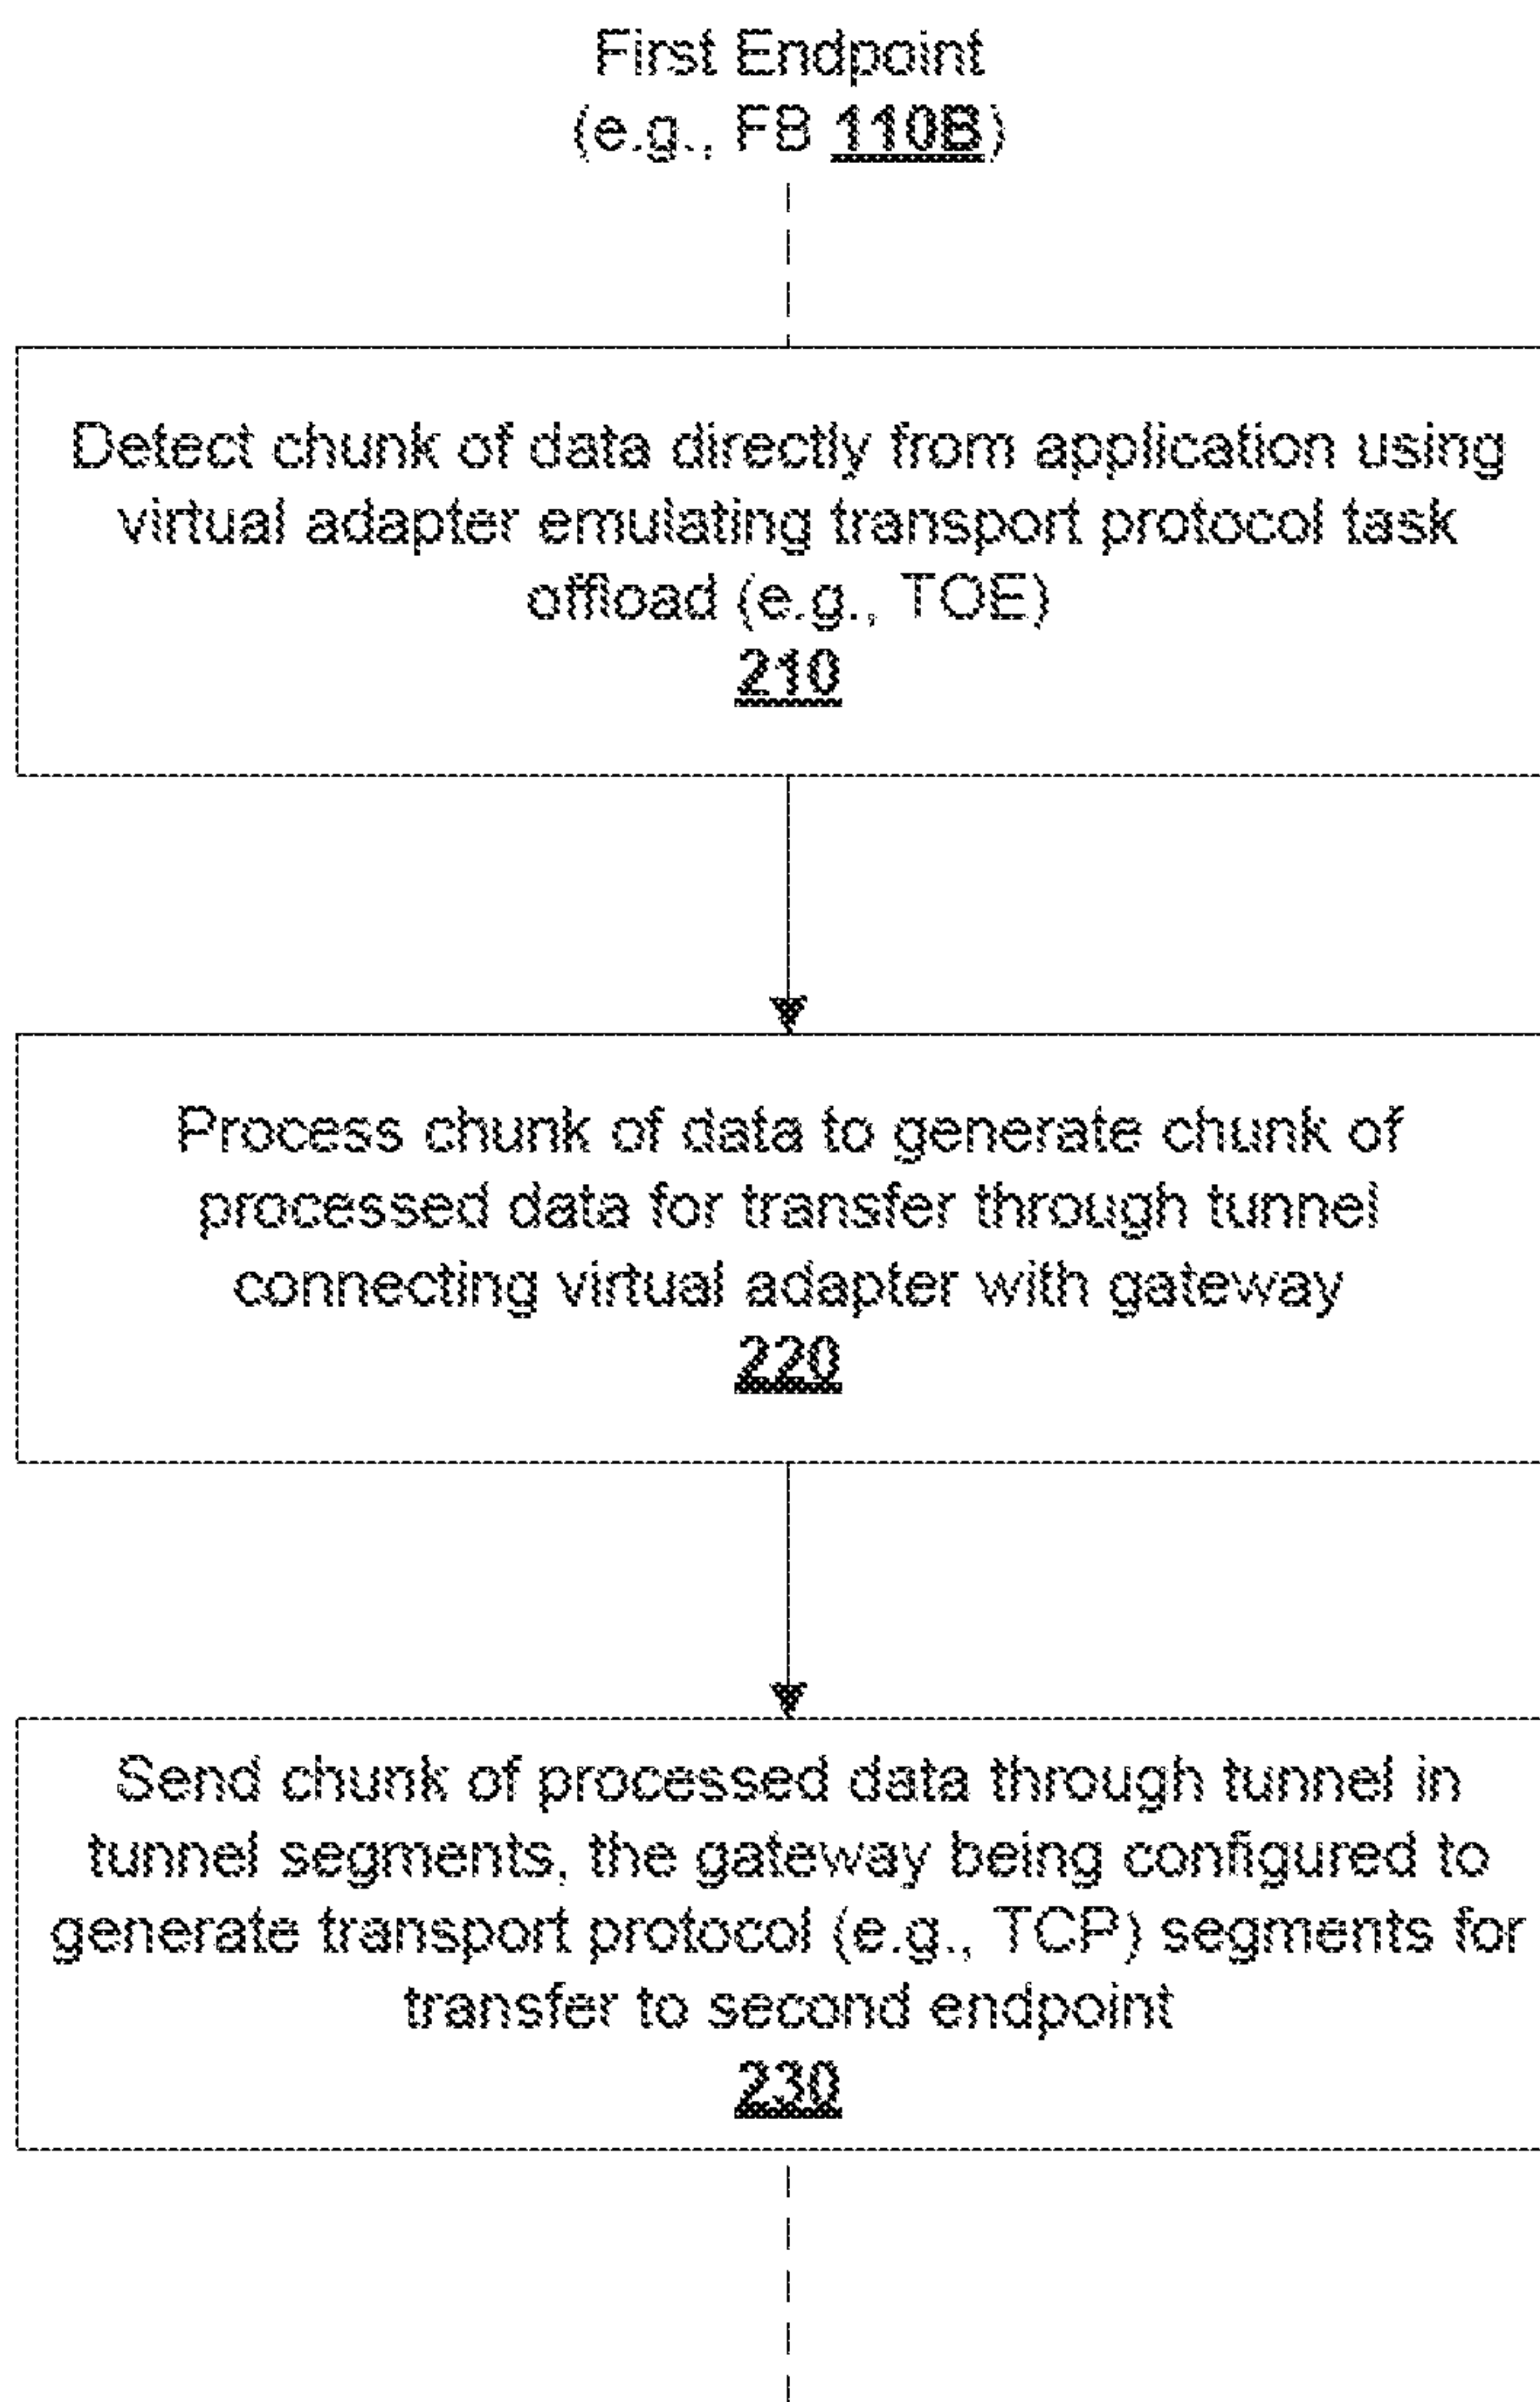 First Endpoint
(e.g., FB 110B)
Detect chunk of data directly from application using
virtual adapter emulating transport protocol task
offload (e.g., TOE)
210
Process chunk of data to generate chunk of
processed data for transfer through tunnel
connecting virtual adapter with gateway
220
Send chunk of processed data through tunnel in
tunnel segments, the gateway being configured to
generate transport protocol (e.g., TCP) segments for
transfer to second endpoint
230